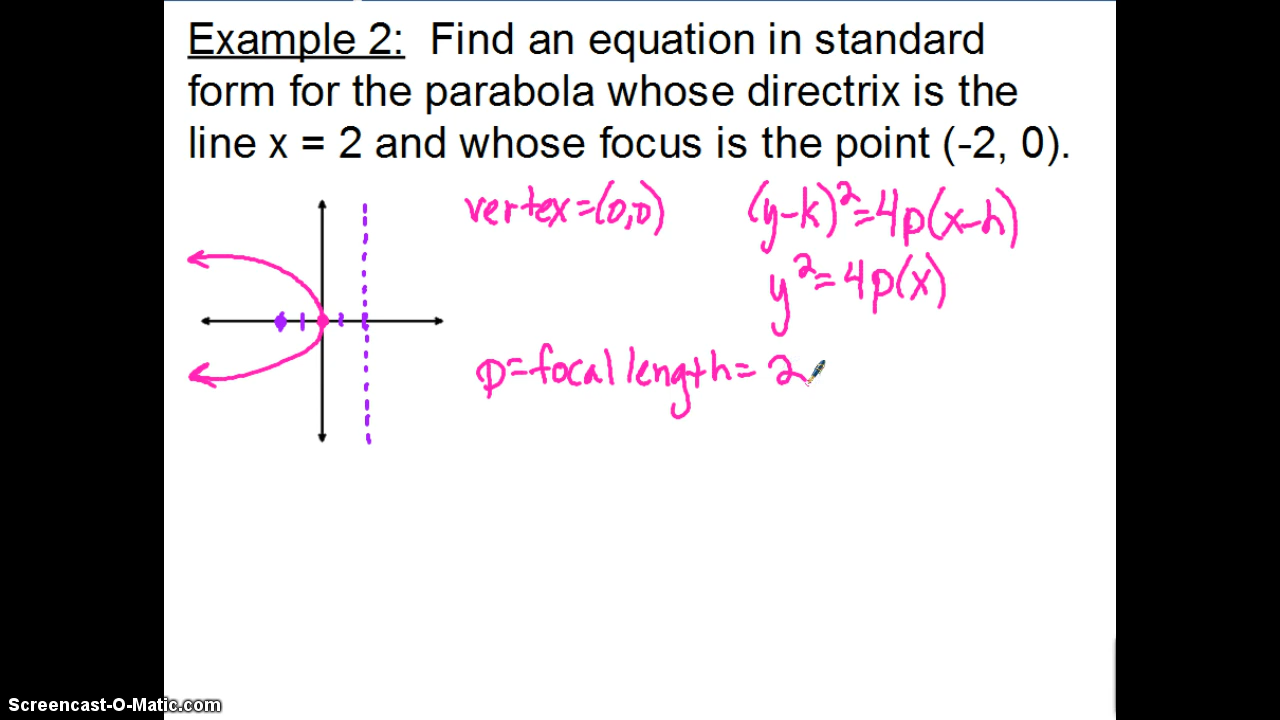 Example 2: Find an equation in standard
form for the parabola whose directrix is the
line x = 2 and whose focus is the point (-2, 0).
vertex=(0,0)
(y-k)²=4p(x-h)
y²=4p(x)
p=focal length=2
Screencast-O-Matic.com